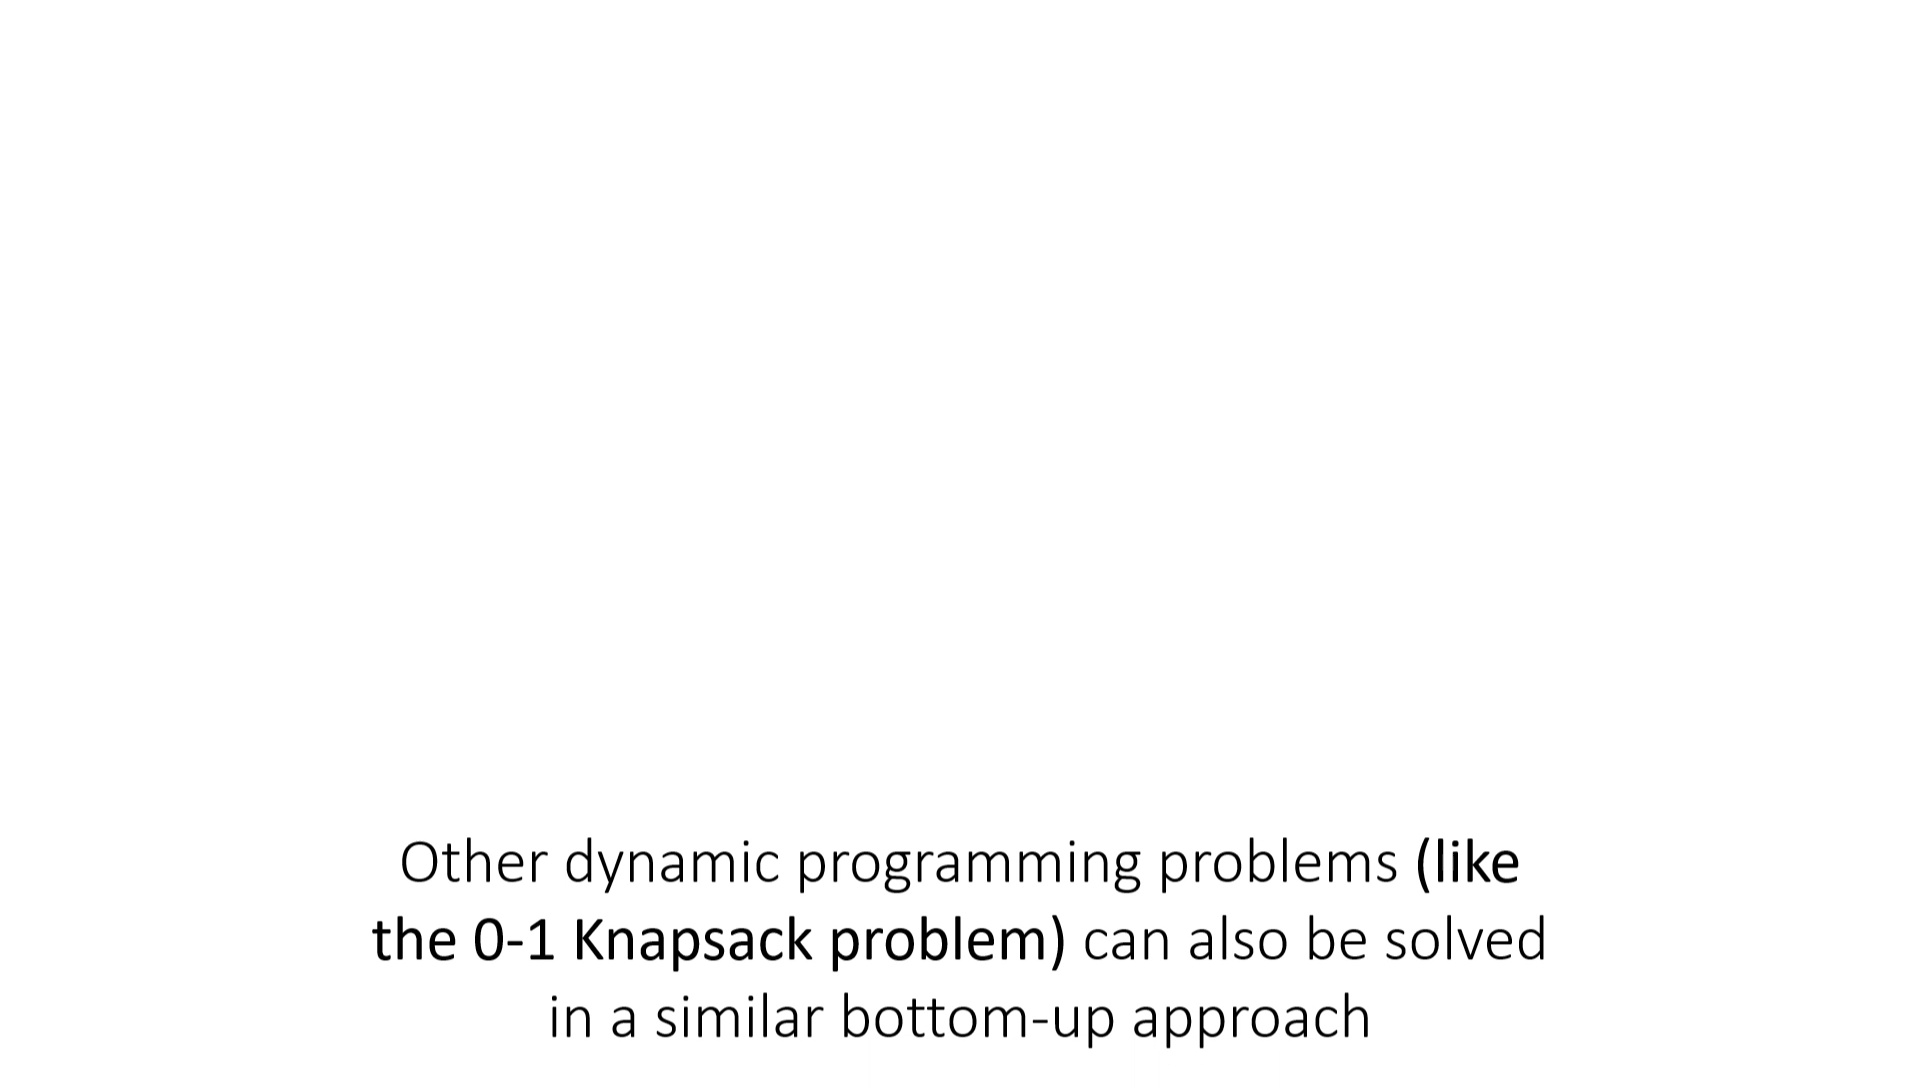 Other dynamic programming problems (like
the 0-1 Knapsack problem) can also be solved
in a similar bottom-up approach